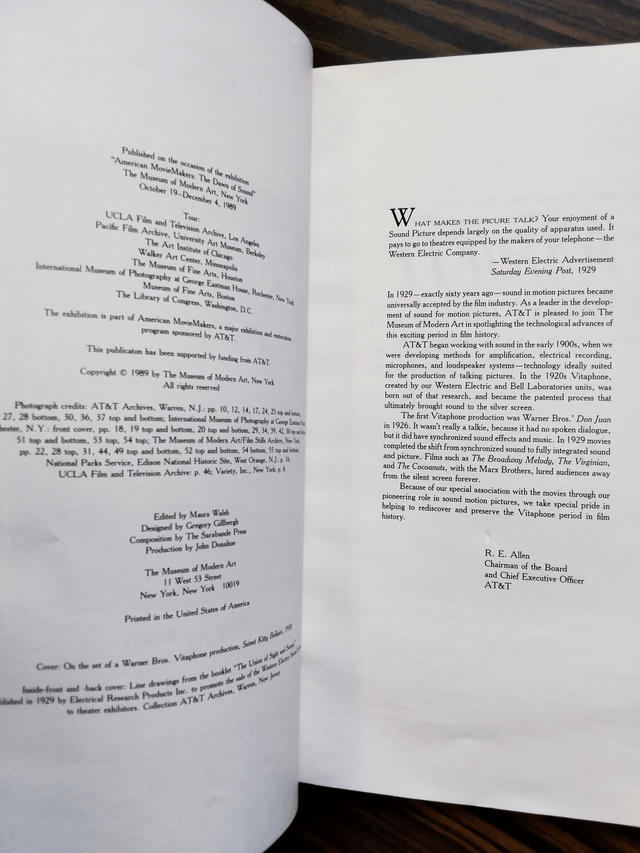 Published on the occasion of the exhibition
"American MovieMakers: The Dawn of Sound"
The Museum of Modern Art, New York
October 19–December 4, 1989
Tour:
UCLA Film and Television Archive, Los Angeles
Pacific Film Archive, University Art Museum, Berkeley
The Art Institute of Chicago
Walker Art Center, Minneapolis
The Museum of Fine Arts, Houston
International Museum of Photography at George Eastman House, Rochester, New York
Museum of Fine Arts, Boston
The Library of Congress, Washington, D.C.
The exhibition is part of American MovieMakers, a major exhibition and restoration
program sponsored by AT&T.
This publicaton has been supported by funding from AT&T.
Copyright © 1989 by The Museum of Modern Art, New York
All rights reserved
Photograph credits: AT&T Archives, Warren, N.J.: pp. 10, 12, 14, 17, 24, 25 top and bottom,
27, 28 bottom, 30, 36, 37 top and bottom; International Museum of Photography at George Eastman
hester, N.Y.: front cover, pp. 18, 19 top and bottom, 20 top and bottom, 29, 34, 39, 42, 50 top and
51 top and bottom, 53 top, 54 top; The Museum of Modern Art/Film Stills Archive, New York:
pp. 22, 28 top, 31, 44, 49 top and bottom, 52 top and bottom, 54 bottom, 55 top and bottom;
National Parks Service, Edison National Historic Site, West Orange, N.J.: p. 16;
UCLA Film and Television Archive: p. 46; Variety, Inc., New York: p. 6
Edited by Maura Walsh
Designed by Gregory Gillbergh
Composition by The Sarabande Press
Production by John Donahue
The Museum of Modern Art
11 West 53 Street
New York, New York 10019
Printed in the United States of America
Cover: On the set of a Warner Bros. Vitaphone production, Sweet Kitty Bellairs, 1930
Inside-front and -back cover: Line drawings from the booklet "The Union of Sight and Sound"
blished in 1929 by Electrical Research Products Inc. to promote the sale of the Western Electric Sound
to theater exhibitors. Collection AT&T Archives, Warren, New Jersey
WHAT MAKES THE PICURE TALK? Your enjoyment of a
Sound Picture depends largely on the quality of apparatus used. It
pays to go to theatres equipped by the makers of your telephone—the
Western Electric Company.
—Western Electric Advertisement
Saturday Evening Post, 1929
In 1929—exactly sixty years ago—sound in motion pictures became
universally accepted by the film industry. As a leader in the develop-
ment of sound for motion pictures, AT&T is pleased to join The
Museum of Modern Art in spotlighting the technological advances of
this exciting period in film history.
AT&T began working with sound in the early 1900s, when we
were developing methods for amplification, electrical recording,
microphones, and loudspeaker systems—technology ideally suited
for the production of talking pictures. In the 1920s Vitaphone,
created by our Western Electric and Bell Laboratories units, was
born out of that research, and became the patented process that
ultimately brought sound to the silver screen.
The first Vitaphone production was Warner Bros.' Don Juan
in 1926. It wasn't really a talkie, because it had no spoken dialogue,
but it did have synchronized sound effects and music. In 1929 movies
completed the shift from synchronized sound to fully integrated sound
and picture. Films such as The Broadway Melody, The Virginian,
and The Cocoanuts, with the Marx Brothers, lured audiences away
from the silent screen forever.
Because of our special association with the movies through our
pioneering role in sound motion pictures, we take special pride in
helping to rediscover and preserve the Vitaphone period in film
history.
R. E. Allen
Chairman of the Board
and Chief Executive Officer
AT&T